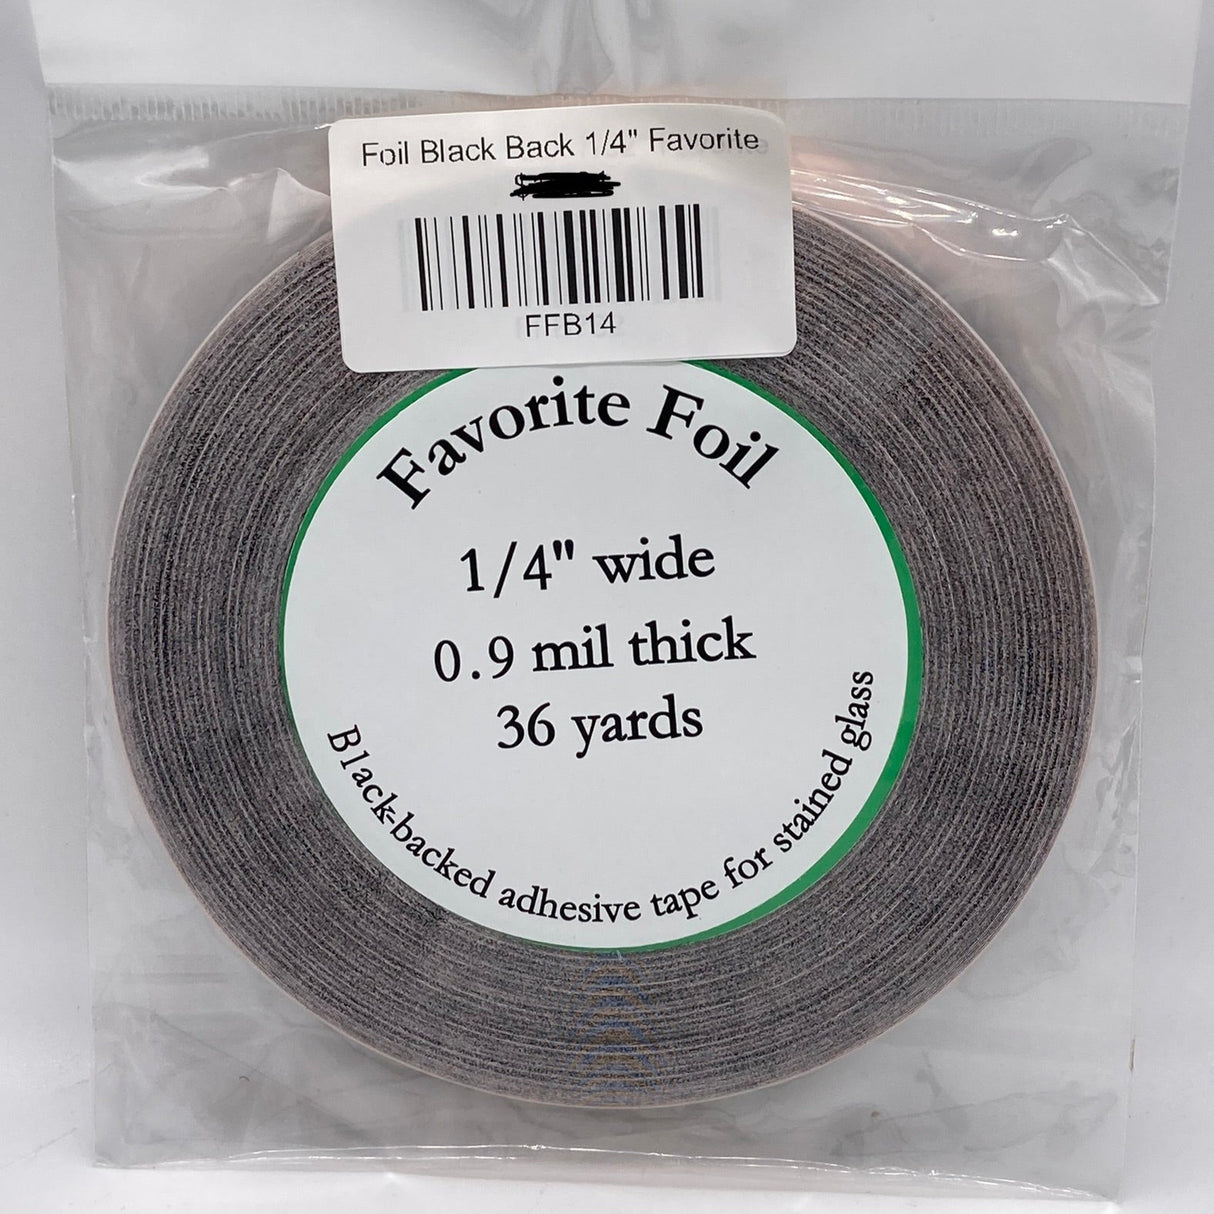 Foil Black Back 1/4" Favorite
FFB14
Favorite Foil
1/4" wide
0.9 mil thick
36 yards
Black-backed adhesive tape for stained glass